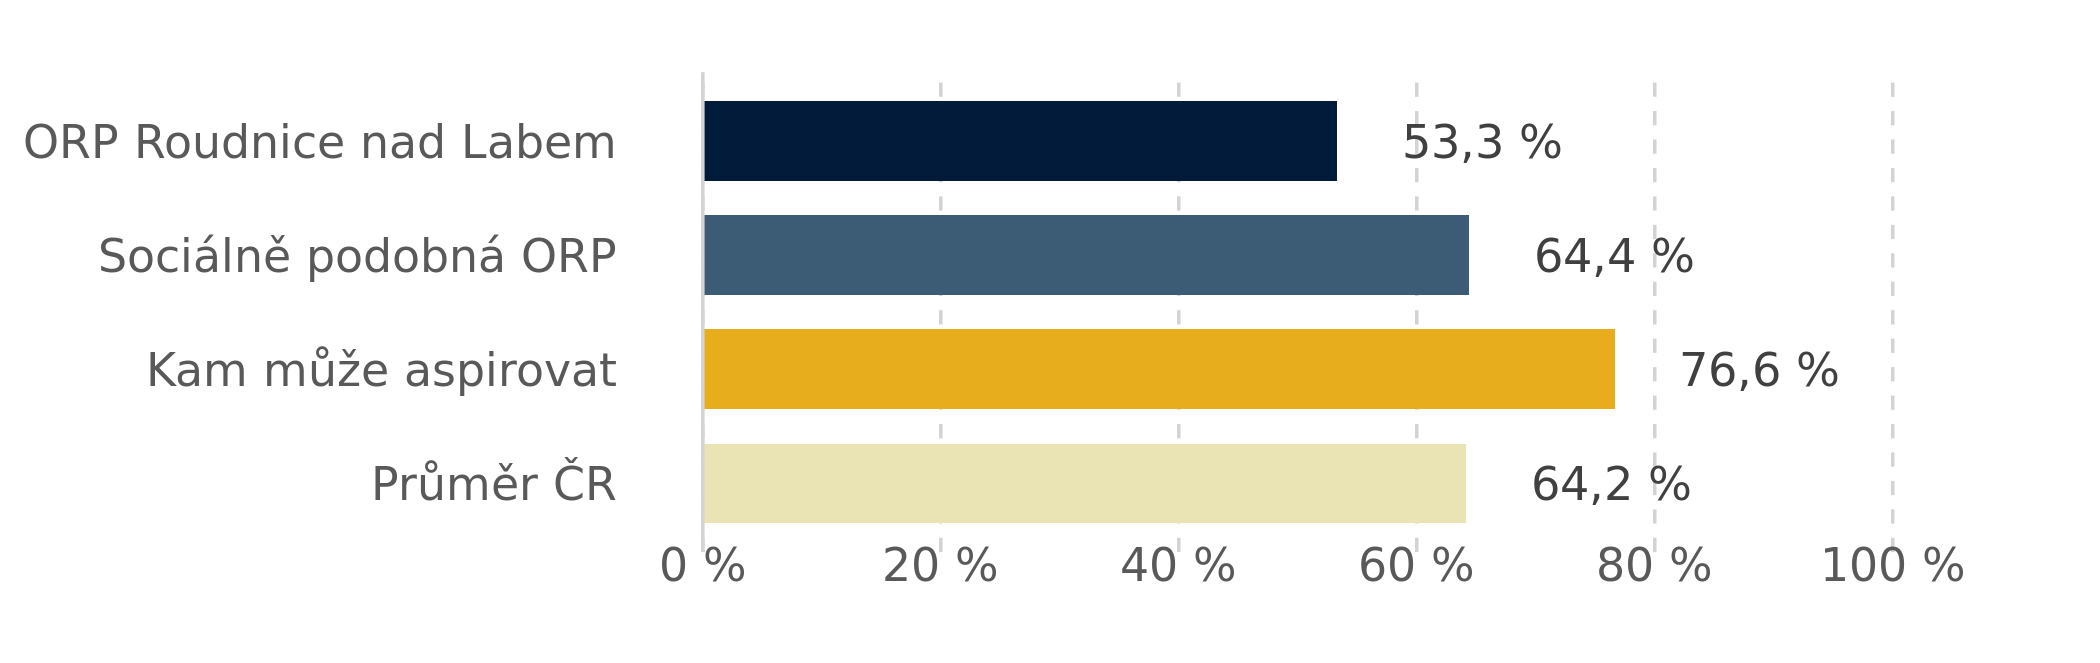 ORP Roudnice nad Labem 53,3 %
Sociálně podobná ORP 64,4 %
Kam může aspirovat 76,6 %
Průměr ČR 64,2 %
0 % 20 % 40 % 60 % 80 % 100 %